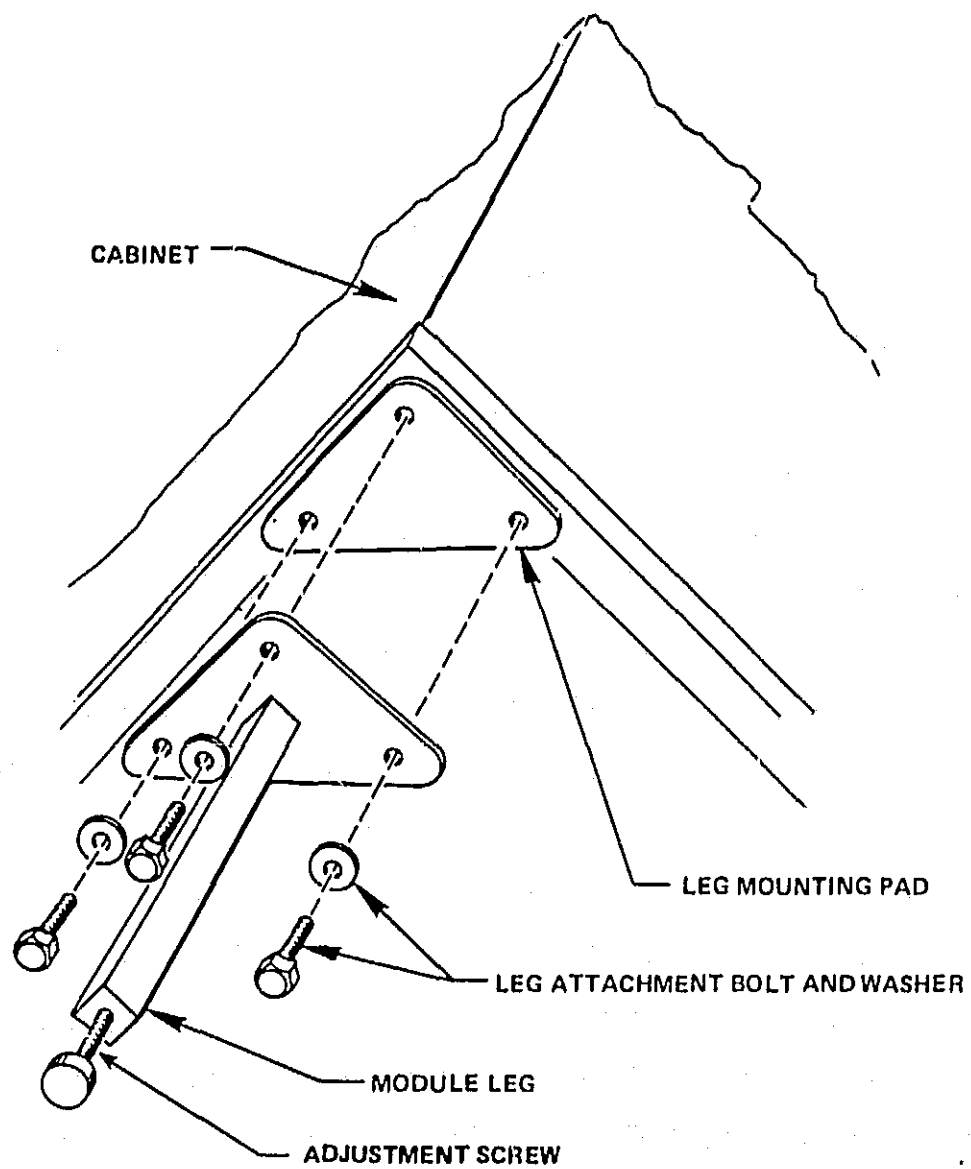 CABINET
LEG MOUNTING PAD
LEG ATTACHMENT BOLT AND WASHER
MODULE LEG
ADJUSTMENT SCREW